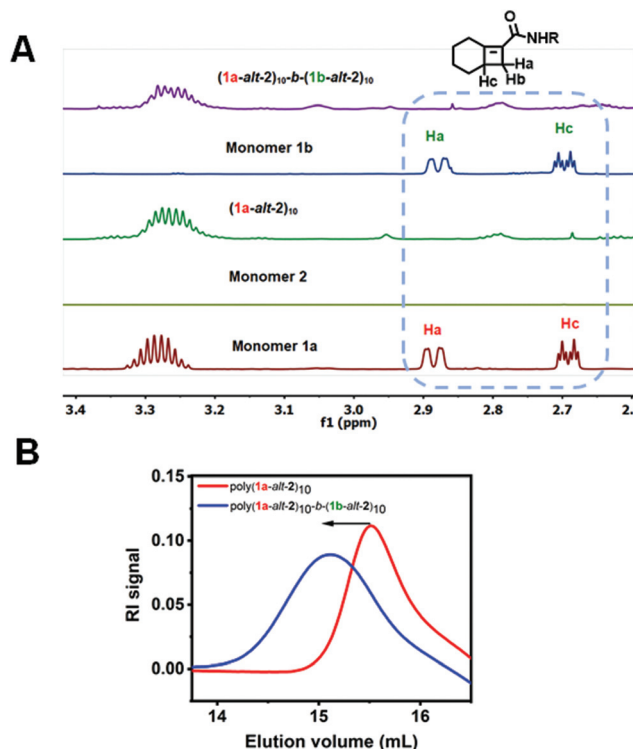 A
O
NHR
Ha
Hb
Hc
(1a-alt-2)10-b-(1b-alt-2)10
Monomer 1b
Ha
Hc
(1a-alt-2)10
Monomer 2
Monomer 1a
Ha
Hc
3.4 3.3 3.2 3.1 3.0 2.9 2.8 2.7 2.
f1 (ppm)
B
poly(1a-alt-2)10
poly(1a-alt-2)10-b-(1b-alt-2)10
0.15
0.10
0.05
0.00
RI signal
14 15 16
Elution volume (mL)